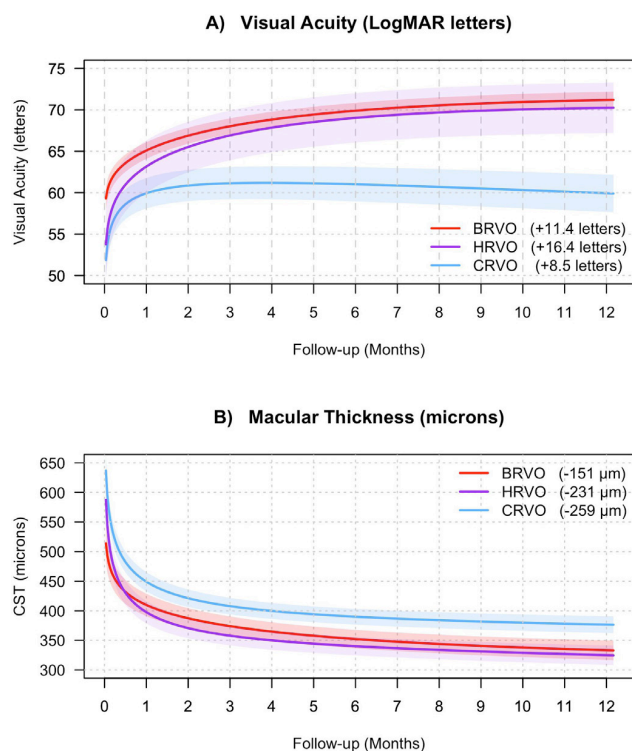 A) Visual Acuity (LogMAR letters)
75
70
65
60
55
50
Visual Acuity (letters)
BRVO (+11.4 letters)
HRVO (+16.4 letters)
CRVO (+8.5 letters)
0 1 2 3 4 5 6 7 8 9 10 11 12
Follow-up (Months)
B) Macular Thickness (microns)
650
600
550
500
450
400
350
300
CST (microns)
BRVO (-151 µm)
HRVO (-231 µm)
CRVO (-259 µm)
0 1 2 3 4 5 6 7 8 9 10 11 12
Follow-up (Months)